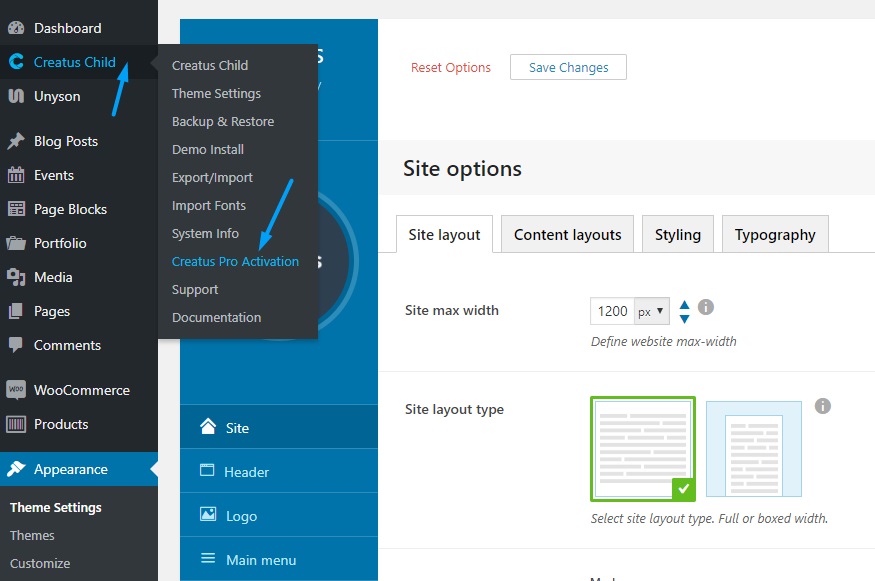 Dashboard
Creatus Child
Unyson
Blog Posts
Events
Page Blocks
Portfolio
Media
Pages
Comments
WooCommerce
Products
Appearance
Theme Settings
Themes
Customize
Creatus Child
Theme Settings
Backup & Restore
Demo Install
Export/Import
Import Fonts
System Info
Creatus Pro Activation
Support
Documentation
Site
Header
Logo
Main menu
Reset Options
Save Changes
Site options
Site layout
Content layouts
Styling
Typography
Site max width
1200 px
Define website max-width
Site layout type
Select site layout type. Full or boxed width.